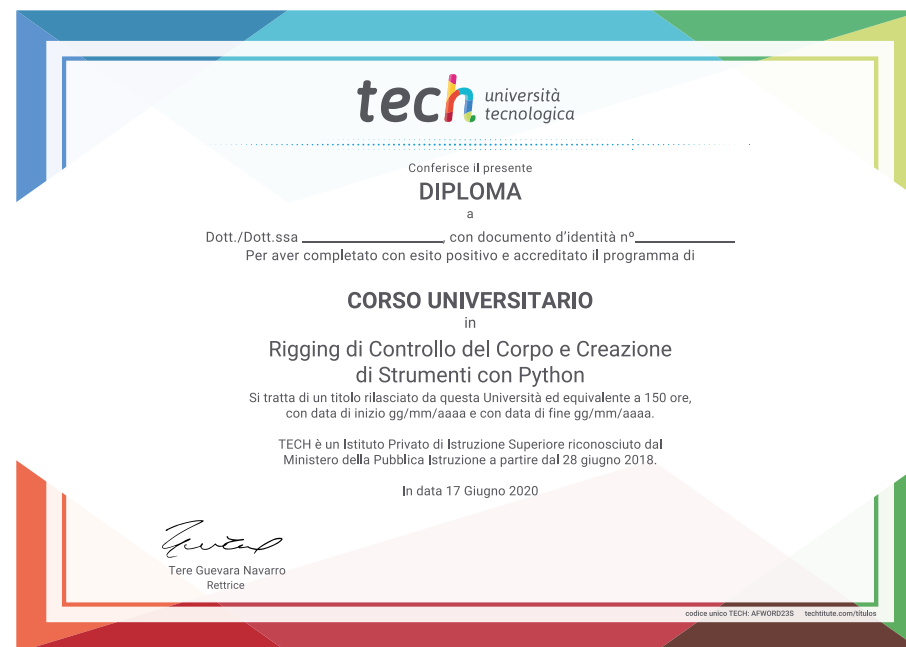 tech università
tecnologica
Conferisce il presente
DIPLOMA
a
Dott./Dott.ssa ____________________, con documento d'identità nº______________
Per aver completato con esito positivo e accreditato il programma di
CORSO UNIVERSITARIO
in
Rigging di Controllo del Corpo e Creazione
di Strumenti con Python
Si tratta di un titolo rilasciato da questa Università ed equivalente a 150 ore,
con data di inizio gg/mm/aaaa e con data di fine gg/mm/aaaa.
TECH è un Istituto Privato di Istruzione Superiore riconosciuto dal
Ministero della Pubblica Istruzione a partire dal 28 giugno 2018.
In data 17 Giugno 2020
Tere Guevara Navarro
Rettrice
codice unico TECH: AFWORD23S techtitute.com/titulos